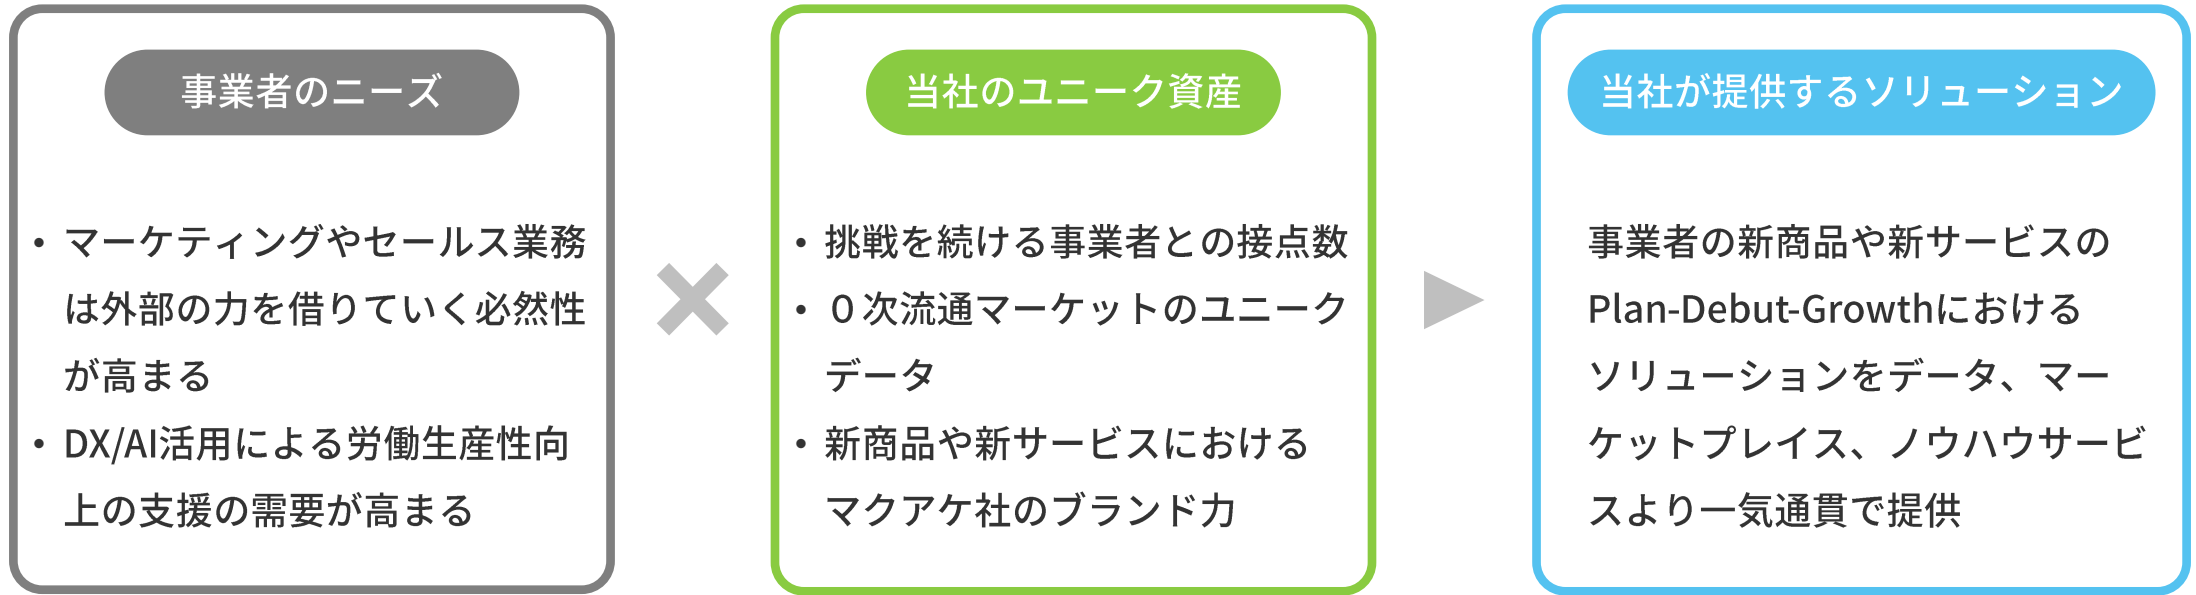 事業者のニーズ
・マーケティングやセールス業務
は外部の力を借りていく必然性
が高まる
・DX/AI活用による労働生産性向
上の支援の需要が高まる
当社のユニーク資産
・挑戦を続ける事業者との接点数
・０次流通マーケットのユニーク
データ
・新商品や新サービスにおける
マクアケ社のブランド力
当社が提供するソリューション
事業者の新商品や新サービスの
Plan-Debut-Growthにおける
ソリューションをデータ、マー
ケットプレイス、ノウハウサービ
スより一気通貫で提供